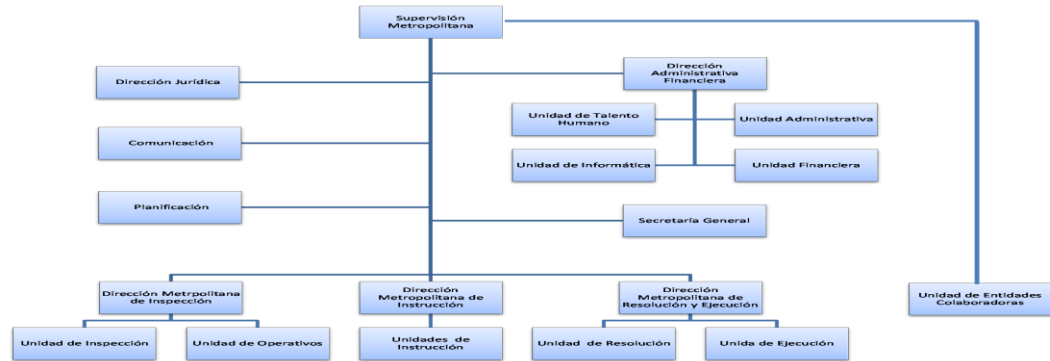 Supervisión
Metropolitana
Dirección Jurídica
Dirección
Administrativa
Financiera
Unidad de Talento
Humano
Unidad Administrativa
Comunicación
Unidad de Informática
Unidad Financiera
Planificación
Secretaría General
Dirección Metrpolitana
de Inspección
Dirección
Metropolitana de
Instrucción
Dirección
Metropolitana de
Resolución y Ejecución
Unidad de Entidades
Colaboradoras
Unidad de Inspección
Unidad de Operativos
Unidades de
Instrucción
Unidad de Resolución
Unida de Ejecución